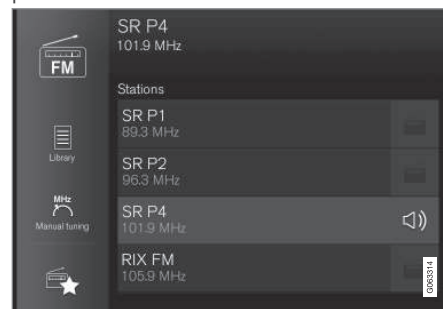 SR P4
101.9 MHz
FM
Stations
SR P1
89.3 MHz
Library
SR P2
96.3 MHz
MHz
Manual tuning
SR P4
101.9 MHz
RIX FM
105.9 MHz
G063314